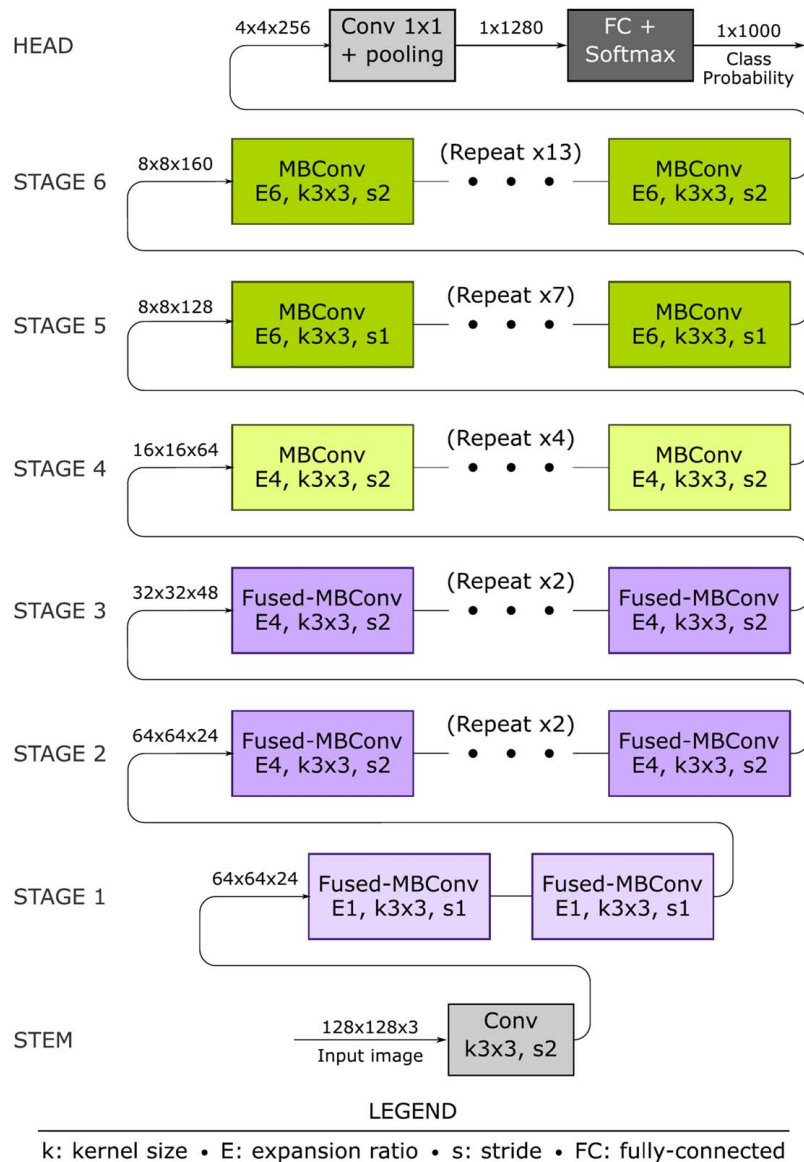 HEAD
4x4x256
Conv 1x1
+ pooling
1x1280
FC +
Softmax
1x1000
Class
Probability
STAGE 6
8x8x160
MBConv
E6, k3x3, s2
(Repeat x13)
MBConv
E6, k3x3, s2
STAGE 5
8x8x128
MBConv
E6, k3x3, s1
(Repeat x7)
MBConv
E6, k3x3, s1
STAGE 4
16x16x64
MBConv
E4, k3x3, s2
(Repeat x4)
MBConv
E4, k3x3, s2
STAGE 3
32x32x48
Fused-MBConv
E4, k3x3, s2
(Repeat x2)
Fused-MBConv
E4, k3x3, s2
STAGE 2
64x64x24
Fused-MBConv
E4, k3x3, s2
(Repeat x2)
Fused-MBConv
E4, k3x3, s2
STAGE 1
64x64x24
Fused-MBConv
E1, k3x3, s1
Fused-MBConv
E1, k3x3, s1
STEM
128x128x3
Input image
Conv
k3x3, s2
LEGEND
k: kernel size • E: expansion ratio • s: stride • FC: fully-connected